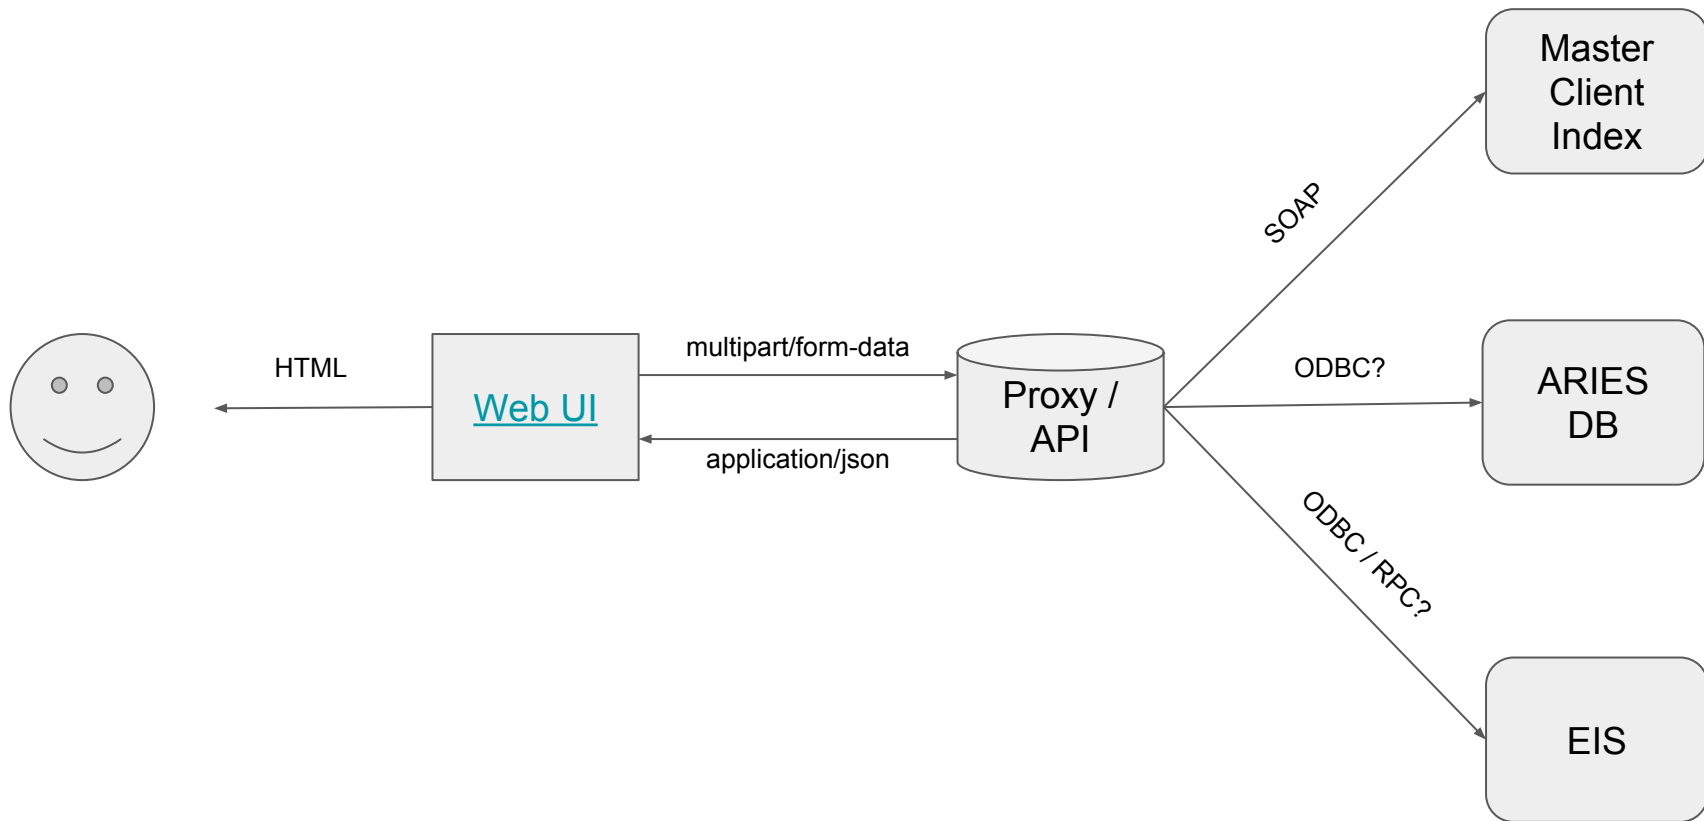 HTML
Web UI
multipart/form-data
application/json
Proxy /
API
SOAP
ODBC?
ODBC / RPC?
Master
Client
Index
ARIES
DB
EIS